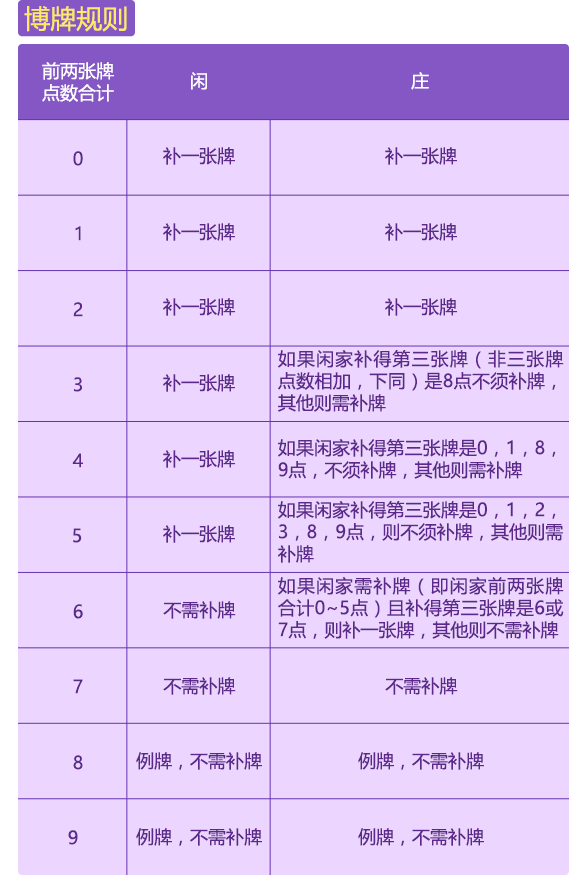 博牌规则
前两张牌
点数合计
闲
庄
0
补一张牌
补一张牌
1
补一张牌
补一张牌
2
补一张牌
补一张牌
3
补一张牌
如果闲家补得第三张牌（非三张牌
点数相加，下同）是8点不须补牌，
其他则需补牌
4
补一张牌
如果闲家补得第三张牌是0，1，8，
9点，不须补牌，其他则需补牌
5
补一张牌
如果闲家补得第三张牌是0，1，2，
3，8，9点，则不须补牌，其他则需
补牌
6
不需补牌
如果闲家需补牌（即闲家前两张牌
合计0~5点）且补得第三张牌是6或
7点，则补一张牌，其他则不需补牌
7
不需补牌
不需补牌
8
例牌，不需补牌
例牌，不需补牌
9
例牌，不需补牌
例牌，不需补牌